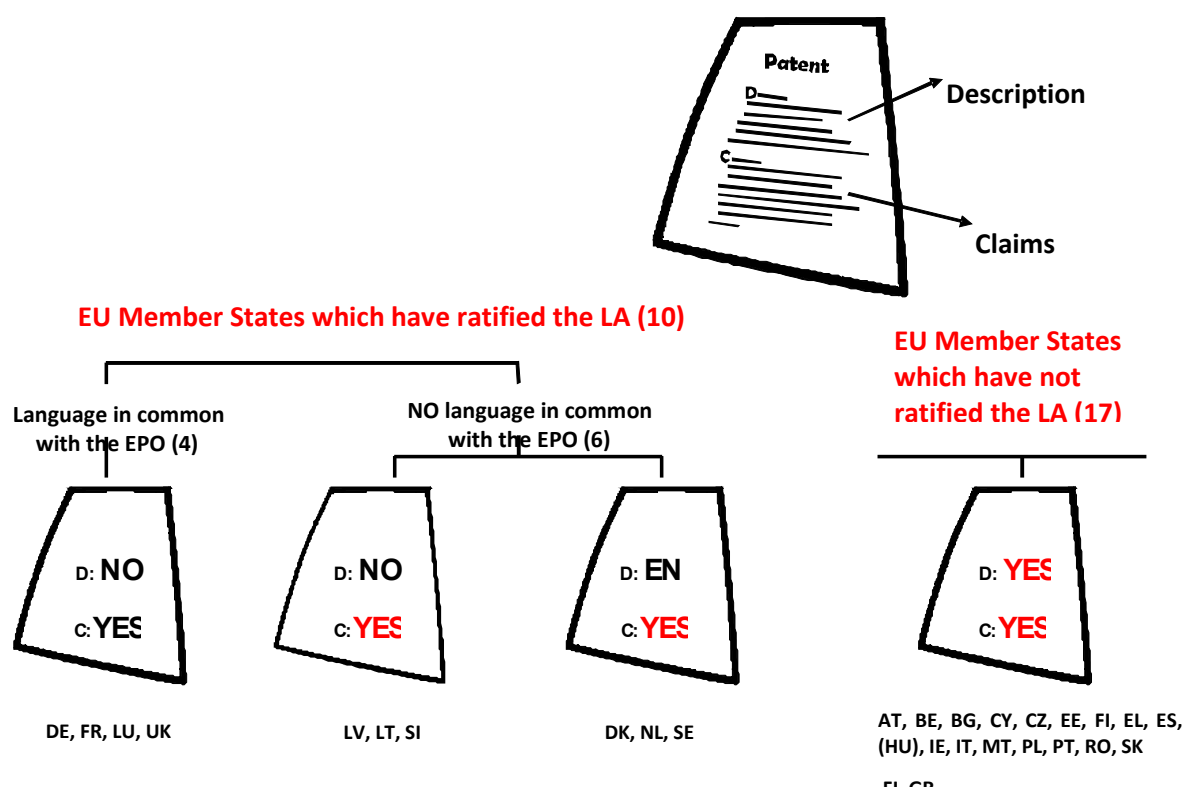 Patent
D
Description
C
Claims
EU Member States which have ratified the LA (10)
EU Member States
which have not
ratified the LA (17)
Language in common
with the EPO (4)
NO language in common
with the EPO (6)
D: NO
C: YES
D: NO
C: YES
D: EN
C: YES
D: YES
C: YES
DE, FR, LU, UK
LV, LT, SI
DK, NL, SE
AT, BE, BG, CY, CZ, EE, FI, EL, ES,
(HU), IE, IT, MT, PL, PT, RO, SK